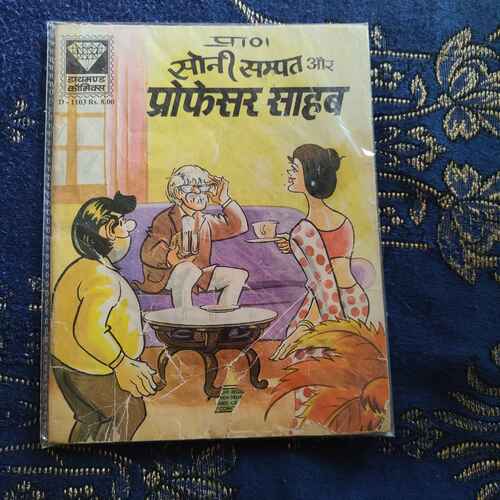 प्राण
सोनी सम्पत और
प्रोफेसर साहब
डायमण्ड
कॉमिक्स
D - 1103 Rs. 8.00